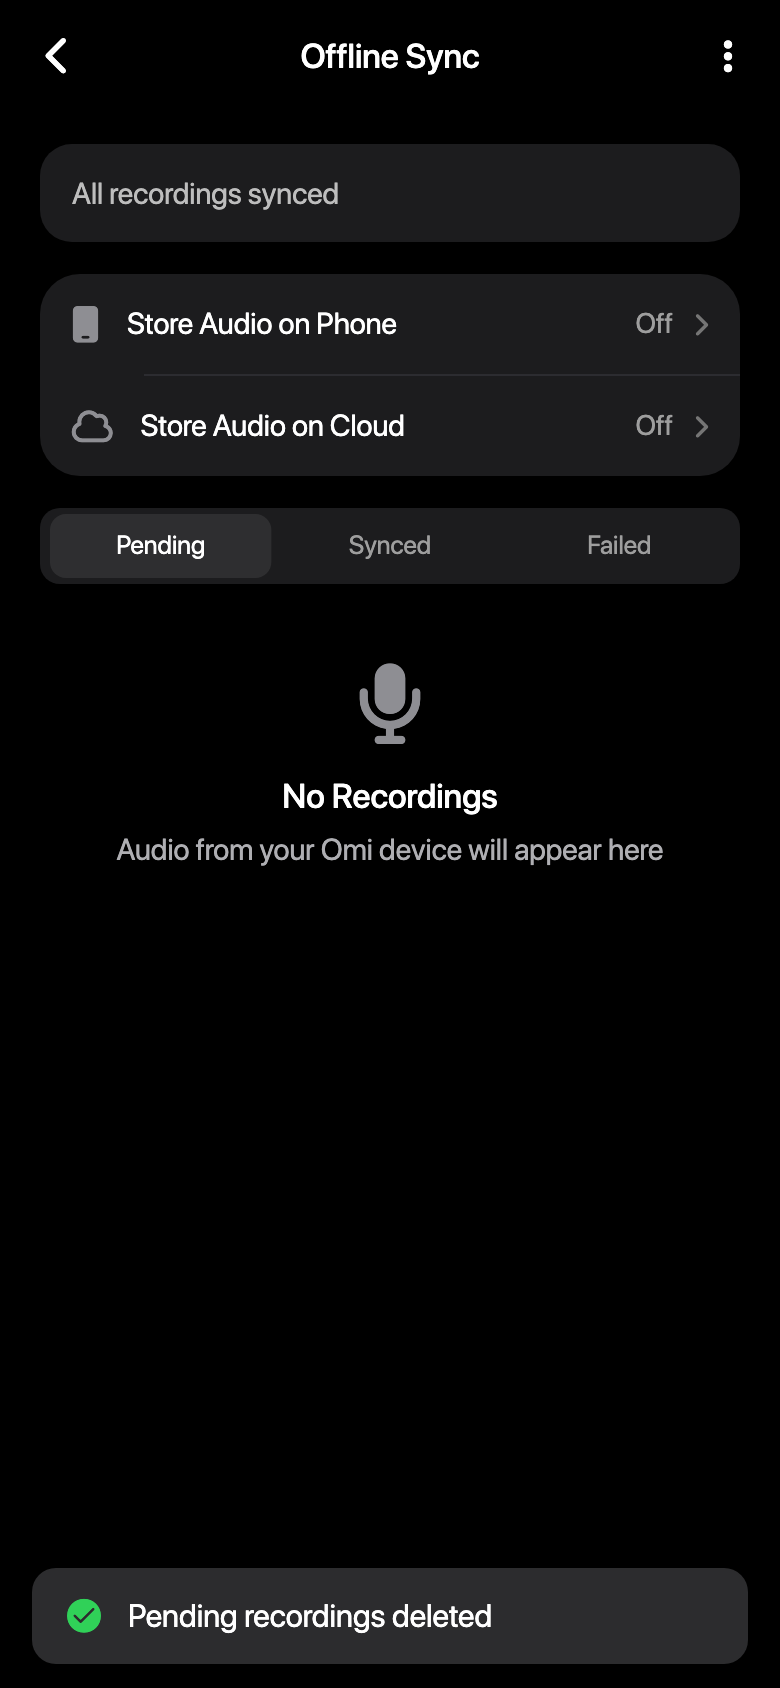 Offline Sync
All recordings synced
Store Audio on Phone Off
Store Audio on Cloud Off
Pending Synced Failed
No Recordings
Audio from your Omi device will appear here
Pending recordings deleted